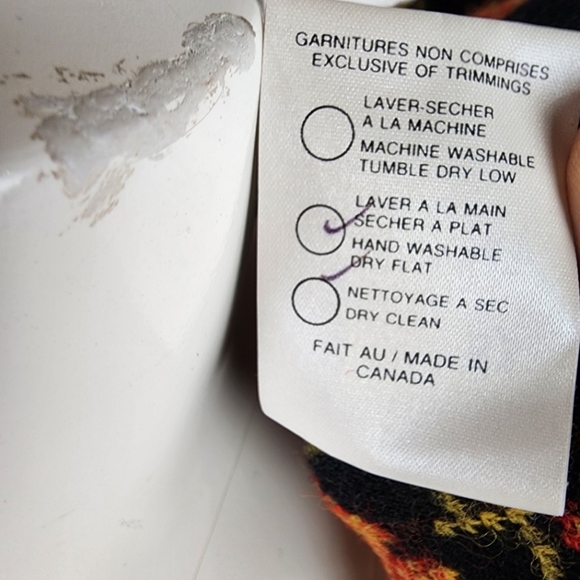 GARNITURES NON COMPRISES
EXCLUSIVE OF TRIMMINGS
LAVER-SECHER
A LA MACHINE
MACHINE WASHABLE
TUMBLE DRY LOW
LAVER A LA MAIN
SECHER A PLAT
HAND WASHABLE
DRY FLAT
NETTOYAGE A SEC
DRY CLEAN
FAIT AU / MADE IN
CANADA